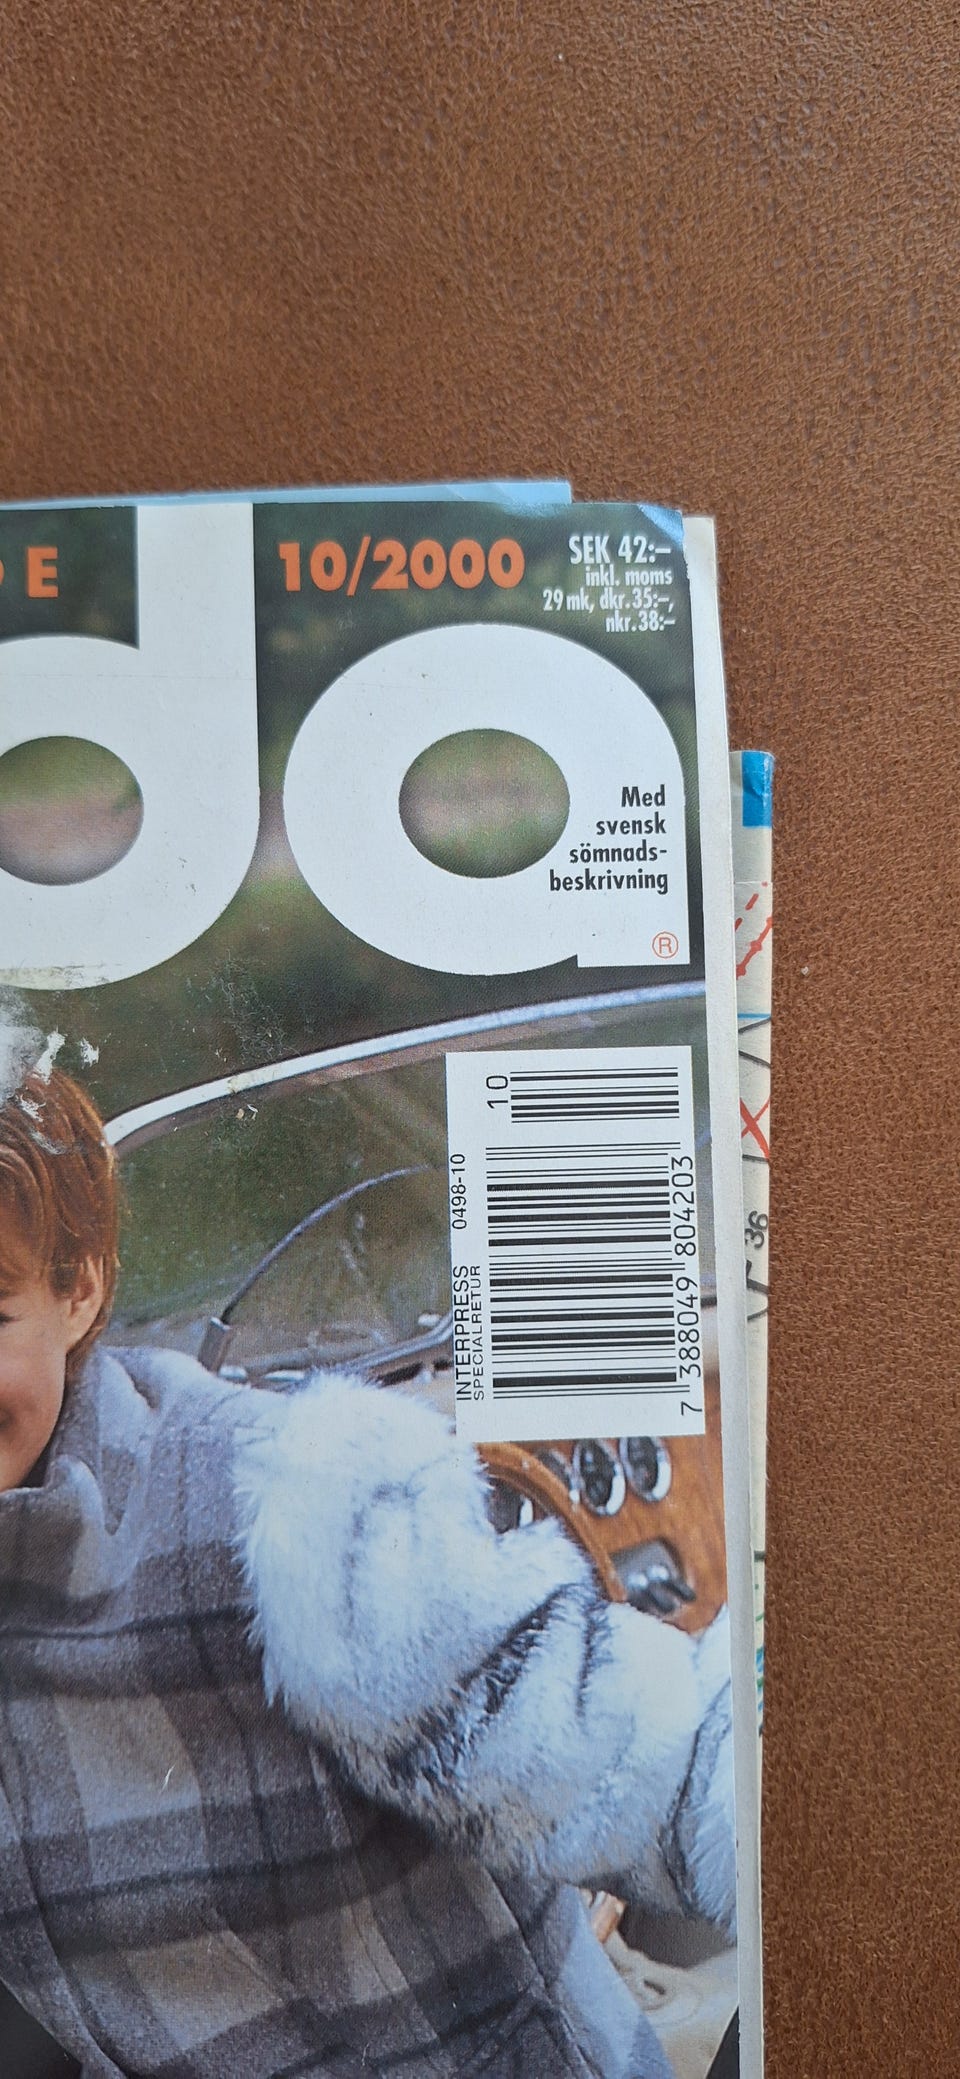 DE
da
10/2000
SEK 42:–
inkl. moms
29 mk, dkr. 35:–,
nkr. 38:–
Med
svensk
sömnads-
beskrivning
®
10
INTERPRESS 0498-10
SPECIALRETUR
7 388049 804203
36